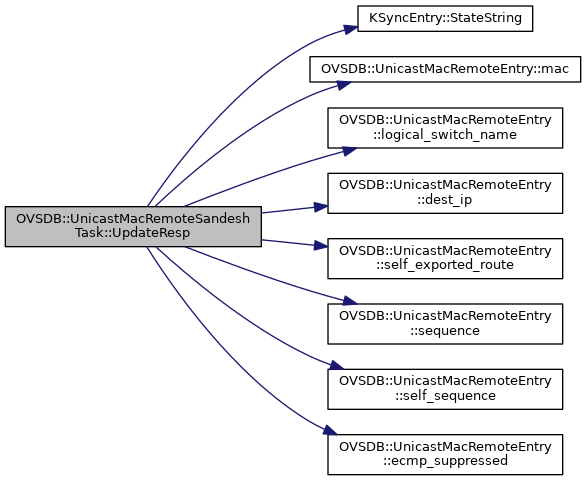 KSyncEntry::StateString
OVSDB::UnicastMacRemoteEntry::mac
OVSDB::UnicastMacRemoteEntry
::logical_switch_name
OVSDB::UnicastMacRemoteEntry
::dest_ip
OVSDB::UnicastMacRemoteSandesh
Task::UpdateResp
OVSDB::UnicastMacRemoteEntry
::self_exported_route
OVSDB::UnicastMacRemoteEntry
::sequence
OVSDB::UnicastMacRemoteEntry
::self_sequence
OVSDB::UnicastMacRemoteEntry
::ecmp_suppressed